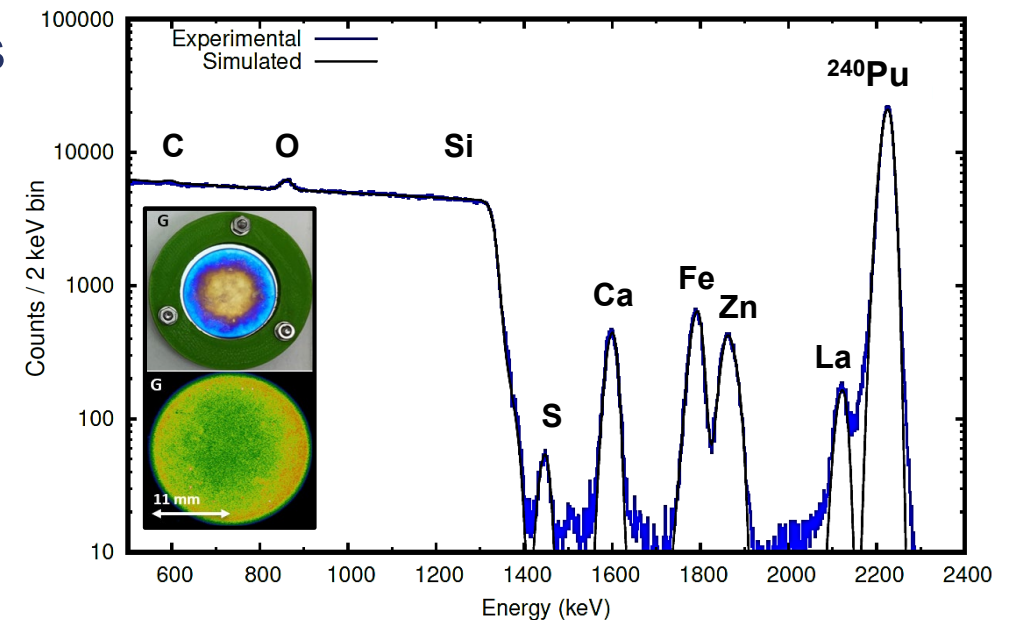 s
Experimental
Simulated
Counts / 2 keV bin
100000
10000
1000
100
10
C
O
Si
S
Ca
Fe
Zn
La
²⁴⁰Pu
G
G
11 mm
600 800 1000 1200 1400 1600 1800 2000 2200 2400
Energy (keV)